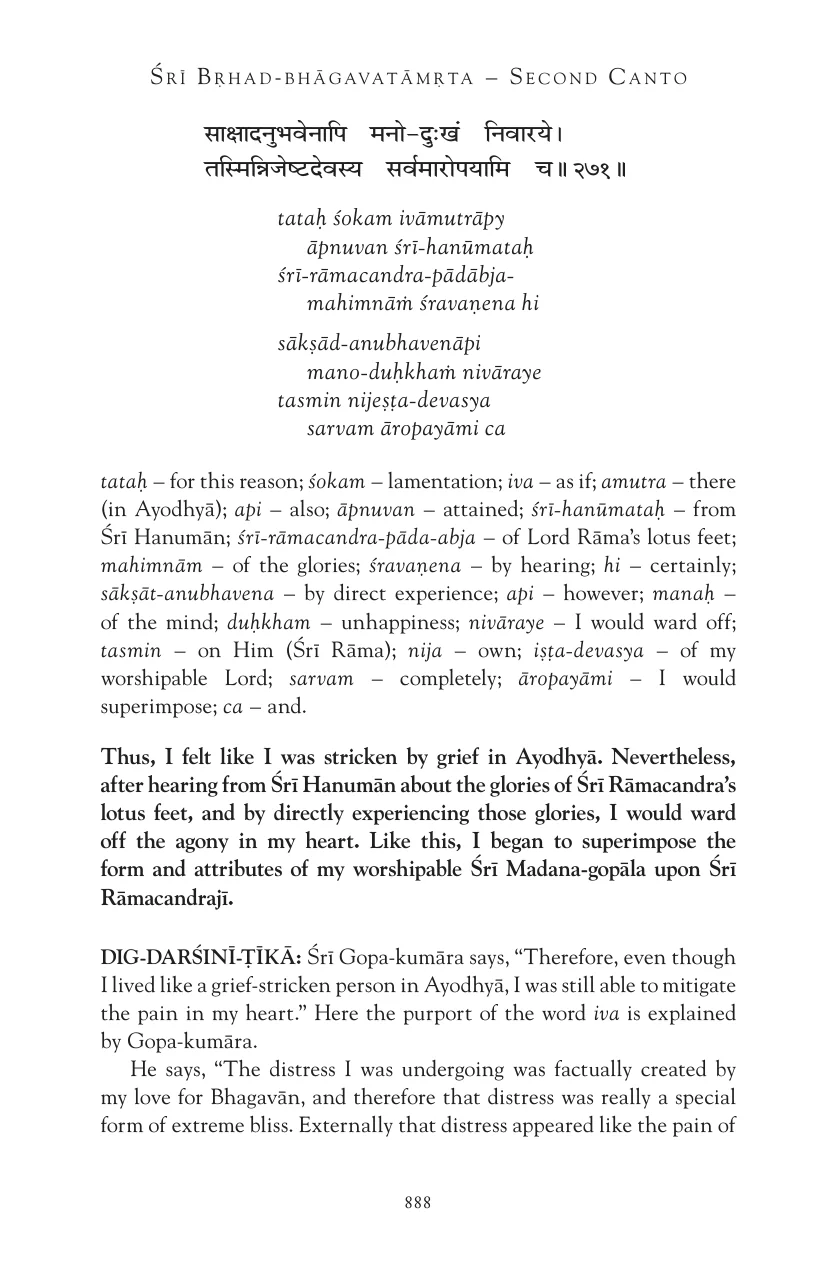 ŚRĪ BṚHAD-BHĀGAVATĀMṚTA – SECOND CANTO
साक्षादनुभवेनापि मनो-दुःखं निवारये।
तस्मिन्निजेष्टदेवस्य सर्वमारोपयामि च॥२७१॥
tataḥ śokam ivāmutrāpy
āpnuvan śrī-hanūmataḥ
śrī-rāmacandra-pādābja-
mahimnāṁ śravaṇena hi
sākṣād-anubhavenāpi
mano-duḥkhaṁ nivāraye
tasmin nijeṣṭa-devasya
sarvam āropayāmi ca
tataḥ – for this reason; śokam – lamentation; iva – as if; amutra – there
(in Ayodhyā); api – also; āpnuvan – attained; śrī-hanūmataḥ – from
Śrī Hanumān; śrī-rāmacandra-pāda-abja – of Lord Rāma’s lotus feet;
mahimnām – of the glories; śravaṇena – by hearing; hi – certainly;
sākṣāt-anubhavena – by direct experience; api – however; manaḥ –
of the mind; duḥkham – unhappiness; nivāraye – I would ward off;
tasmin – on Him (Śrī Rāma); nija – own; iṣṭa-devasya – of my
worshipable Lord; sarvam – completely; āropayāmi – I would
superimpose; ca – and.
Thus, I felt like I was stricken by grief in Ayodhyā. Nevertheless,
after hearing from Śrī Hanumān about the glories of Śrī Rāmacandra’s
lotus feet, and by directly experiencing those glories, I would ward
off the agony in my heart. Like this, I began to superimpose the
form and attributes of my worshipable Śrī Madana-gopāla upon Śrī
Rāmacandrajī.
DIG-DARŚINĪ-ṬĪKĀ: Śrī Gopa-kumāra says, “Therefore, even though
I lived like a grief-stricken person in Ayodhyā, I was still able to mitigate
the pain in my heart.” Here the purport of the word iva is explained
by Gopa-kumāra.
He says, “The distress I was undergoing was factually created by
my love for Bhagavān, and therefore that distress was really a special
form of extreme bliss. Externally that distress appeared like the pain of
888